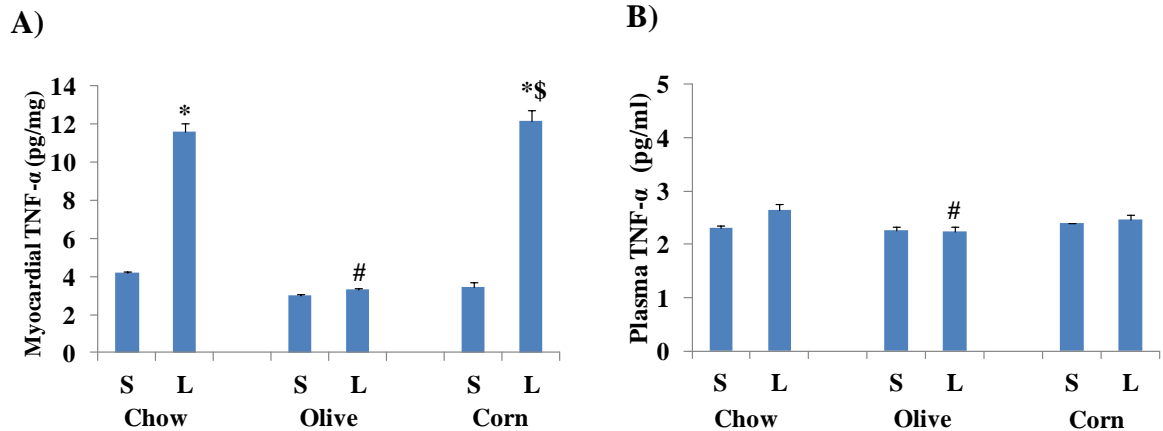 A)
Myocardial TNF-α (pg/mg)
14
12
10
8
6
4
2
0
*
#
*$
S L S L S L
Chow Olive Corn
B)
Plasma TNF-α (pg/ml)
5
4
3
2
1
0
#
S L S L S L
Chow Olive Corn